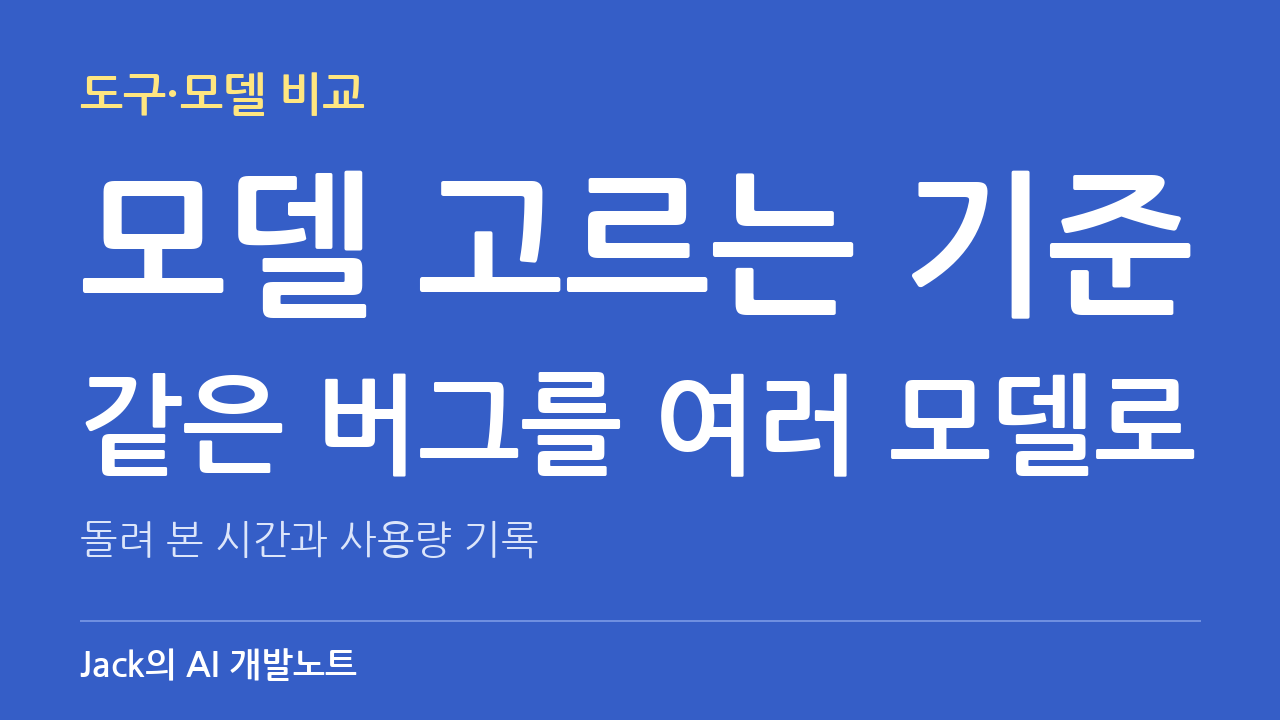 도구·모델 비교
모델 고르는 기준
같은 버그를 여러 모델로
돌려 본 시간과 사용량 기록
Jack의 AI 개발노트